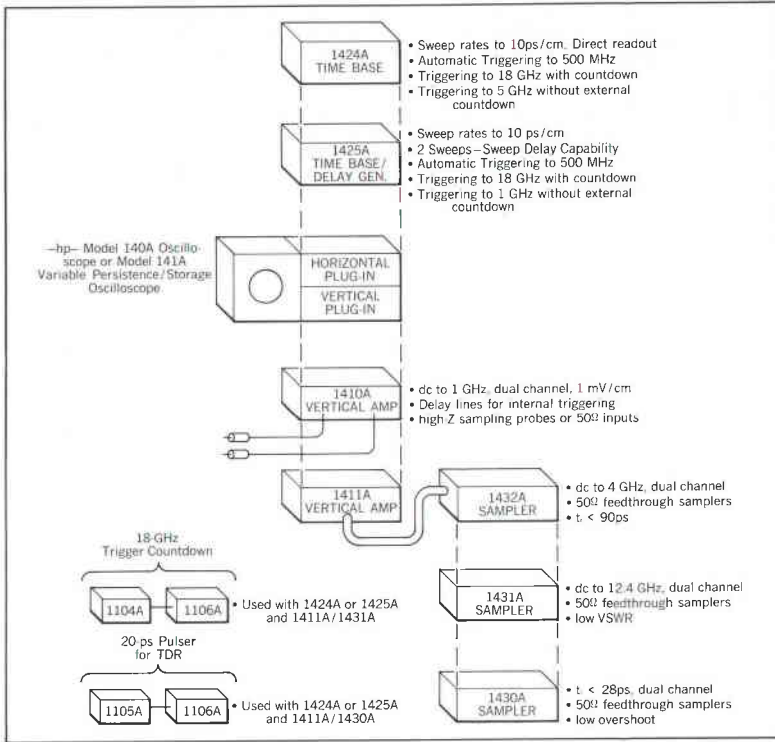 1424A
TIME BASE
• Sweep rates to 10ps/cm, Direct readout
• Automatic Triggering to 500 MHz
• Triggering to 18 GHz with countdown
• Triggering to 5 GHz without external
countdown
1425A
TIME BASE/
DELAY GEN.
• Sweep rates to 10 ps/cm
• 2 Sweeps—Sweep Delay Capability
• Automatic Triggering to 500 MHz
• Triggering to 18 GHz with countdown
• Triggering to 1 GHz without external
countdown
—hp— Model 140A Oscillo-
scope or Model 141A
Variable Persistence/Storage
Oscilloscope
HORIZONTAL
PLUG-IN
VERTICAL
PLUG-IN
1410A
VERTICAL AMP
• dc to 1 GHz, dual channel, 1 mV/cm
• Delay lines for internal triggering
• high Z sampling probes or 50Ω inputs
1411A
VERTICAL AMP
1432A
SAMPLER
• dc to 4 GHz, dual channel
• 50Ω feedthrough samplers
• t, < 90ps
18-GHz
Trigger Countdown
1104A
1106A
• Used with 1424A or 1425A
and 1411A/1431A
1431A
SAMPLER
• dc to 12.4 GHz, dual channel
• 50Ω feedthrough samplers
• low VSWR
20-ps Pulser
for TDR
1105A
1106A
• Used with 1424A or 1425A
and 1411A/1430A
1430A
SAMPLER
• t, < 28ps, dual channel
• 50Ω feedthrough samplers
• low overshoot